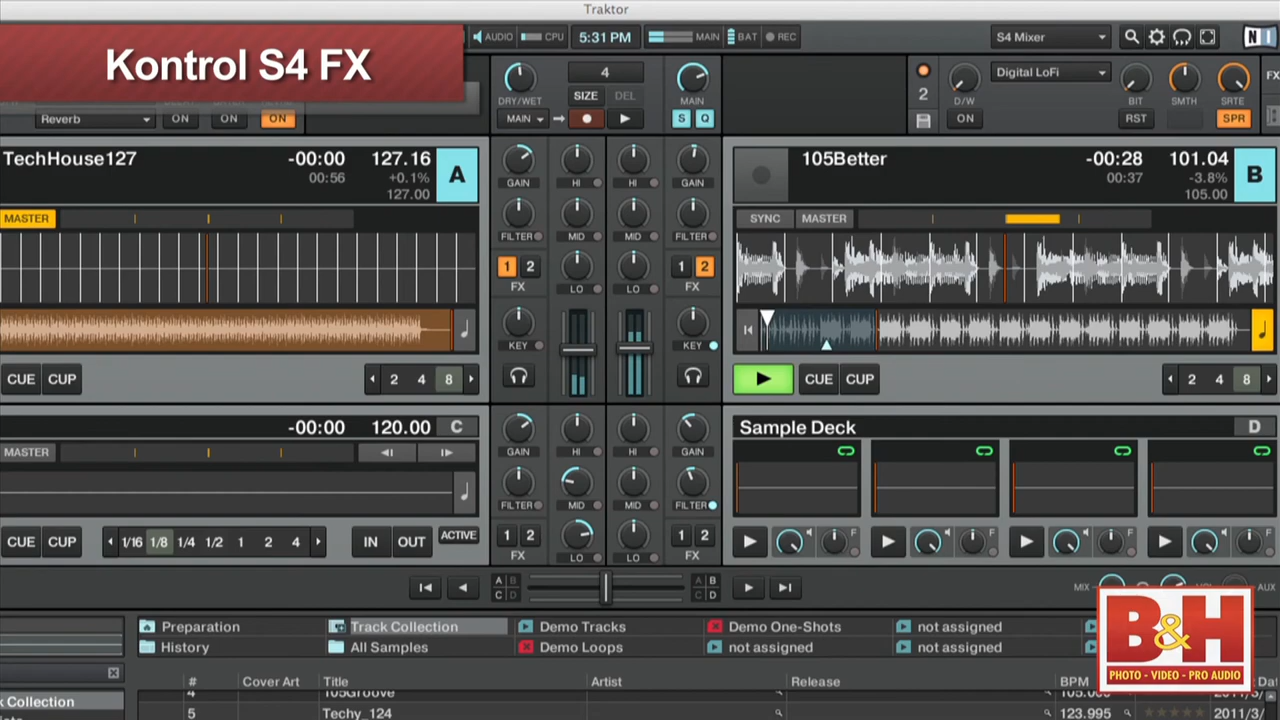 Traktor
Kontrol S4 FX
AUDIO CPU 5:31 PM MAIN BAT REC S4 Mixer
DRY/WET 4 SIZE DEL MAIN
MAIN S Q
2 D/W ON Digital LoFi BIT RST SMTH SRTE SPR FX
Reverb ON ON ON
TechHouse127 -00:00 127.16 A
00:56 +0.1%
127.00
105Better -00:28 101.04 B
00:37 -3.8%
105.00
MASTER
SYNC MASTER
GAIN HI HI GAIN
FILTER MID MID FILTER
1 2 FX LO LO 1 2 FX
KEY KEY
CUE CUP 2 4 8
CUE CUP 2 4 8
-00:00 120.00 C
MASTER
Sample Deck D
GAIN HI HI GAIN
FILTER MID MID FILTER
1 2 FX LO LO 1 2 FX
CUE CUP 1/16 1/8 1/4 1/2 1 2 4 IN OUT ACTIVE
F F F F
A B C D A B C D
MIX AUX
Preparation Track Collection Demo Tracks Demo One-Shots not assigned
History All Samples Demo Loops not assigned not assigned
B&H
PHOTO - VIDEO - PRO AUDIO
# Cover Art Title Artist Release BPM
Collection
4 105Groove
5 Techy_124 123.995 2011/3/